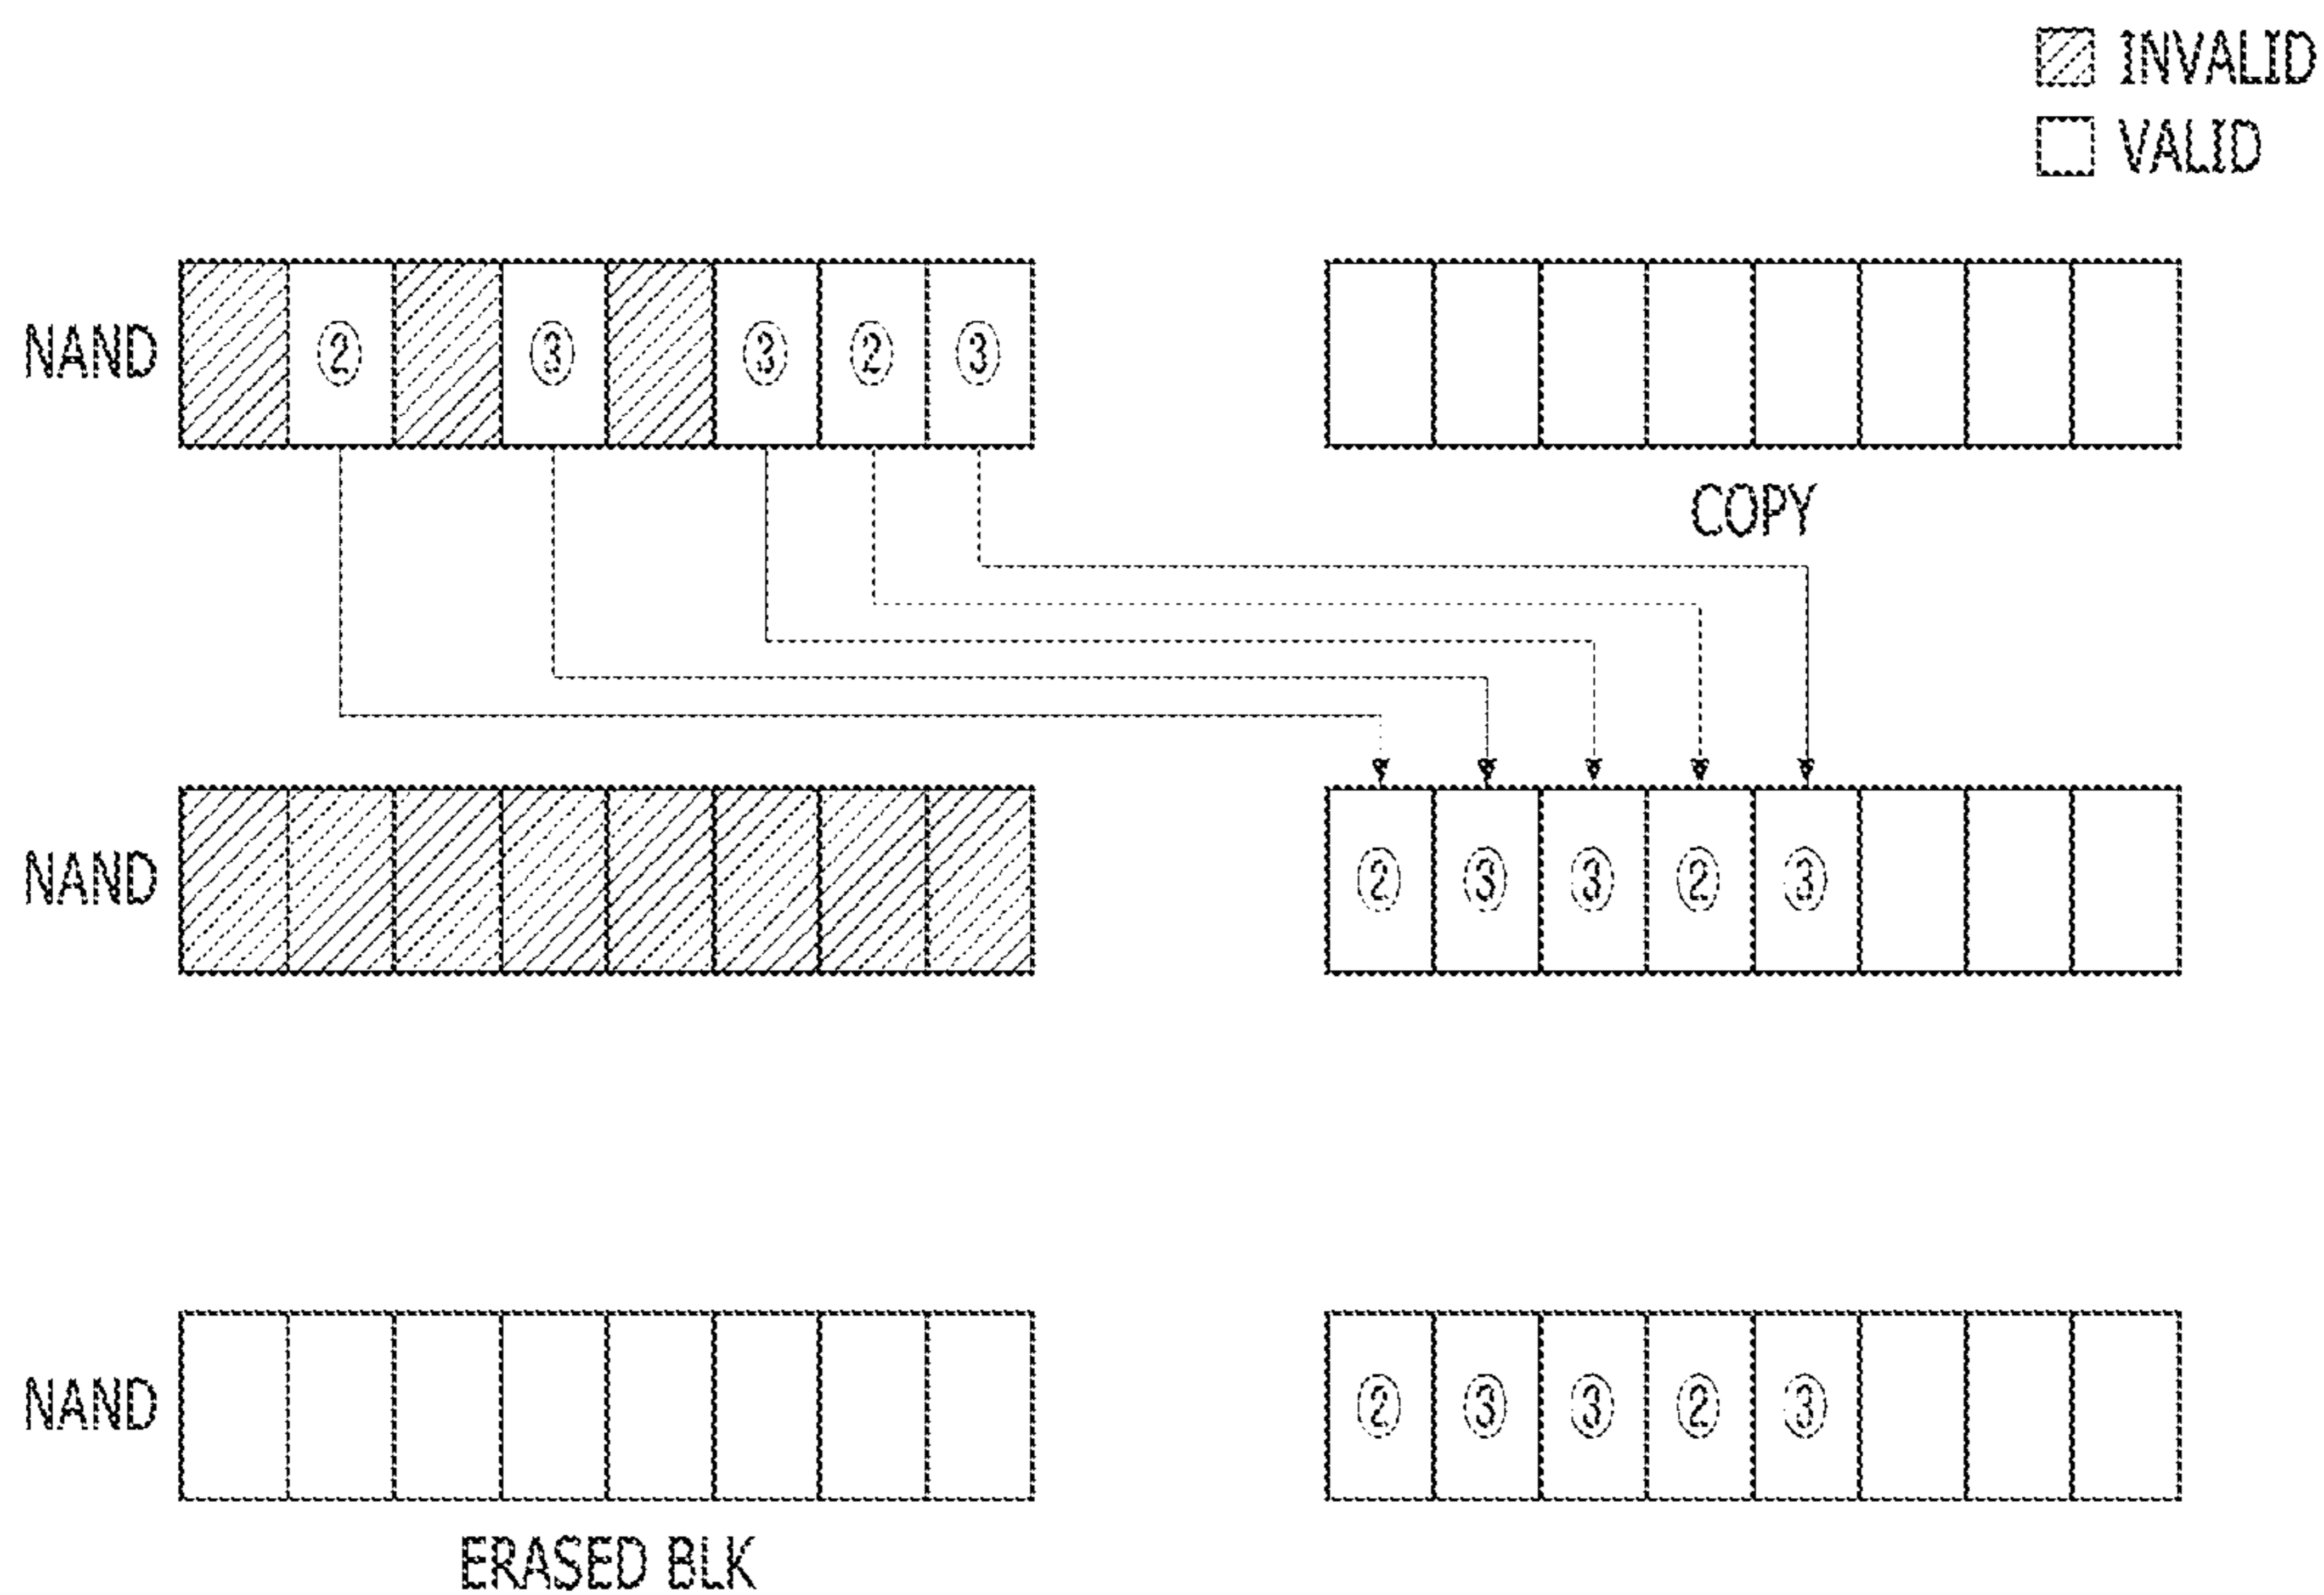 INVALID
VALID
NAND ② ③ ③ ② ③
COPY
NAND ② ③ ③ ② ③
NAND ② ③ ③ ② ③
ERASED BLK